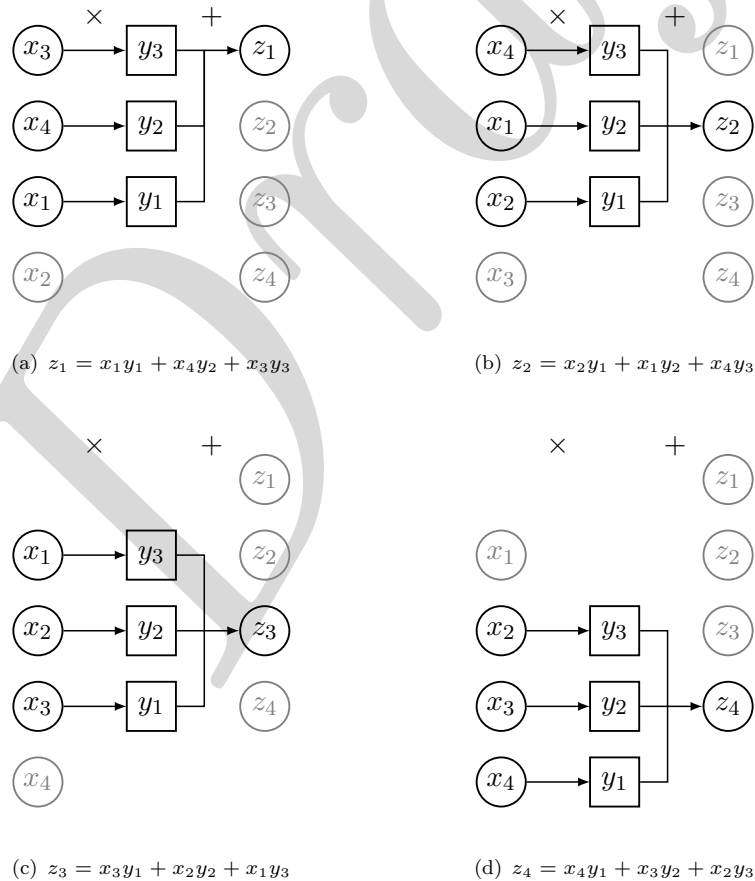 × + × +
x₃ y₃ z₁ x₄ y₃ z₁
x₄ y₂ z₂ x₁ y₂ z₂
x₁ y₁ z₃ x₂ y₁ z₃
x₂ z₄ x₃ z₄
(a) z₁ = x₁y₁ + x₄y₂ + x₃y₃ (b) z₂ = x₂y₁ + x₁y₂ + x₄y₃
× + × +
z₁ z₁
x₁ y₃ z₂ x₁ z₂
x₂ y₂ z₃ x₂ y₃ z₃
x₃ y₁ z₄ x₃ y₂ z₄
x₄ x₄ y₁
(c) z₃ = x₃y₁ + x₂y₂ + x₁y₃ (d) z₄ = x₄y₁ + x₃y₂ + x₂y₃